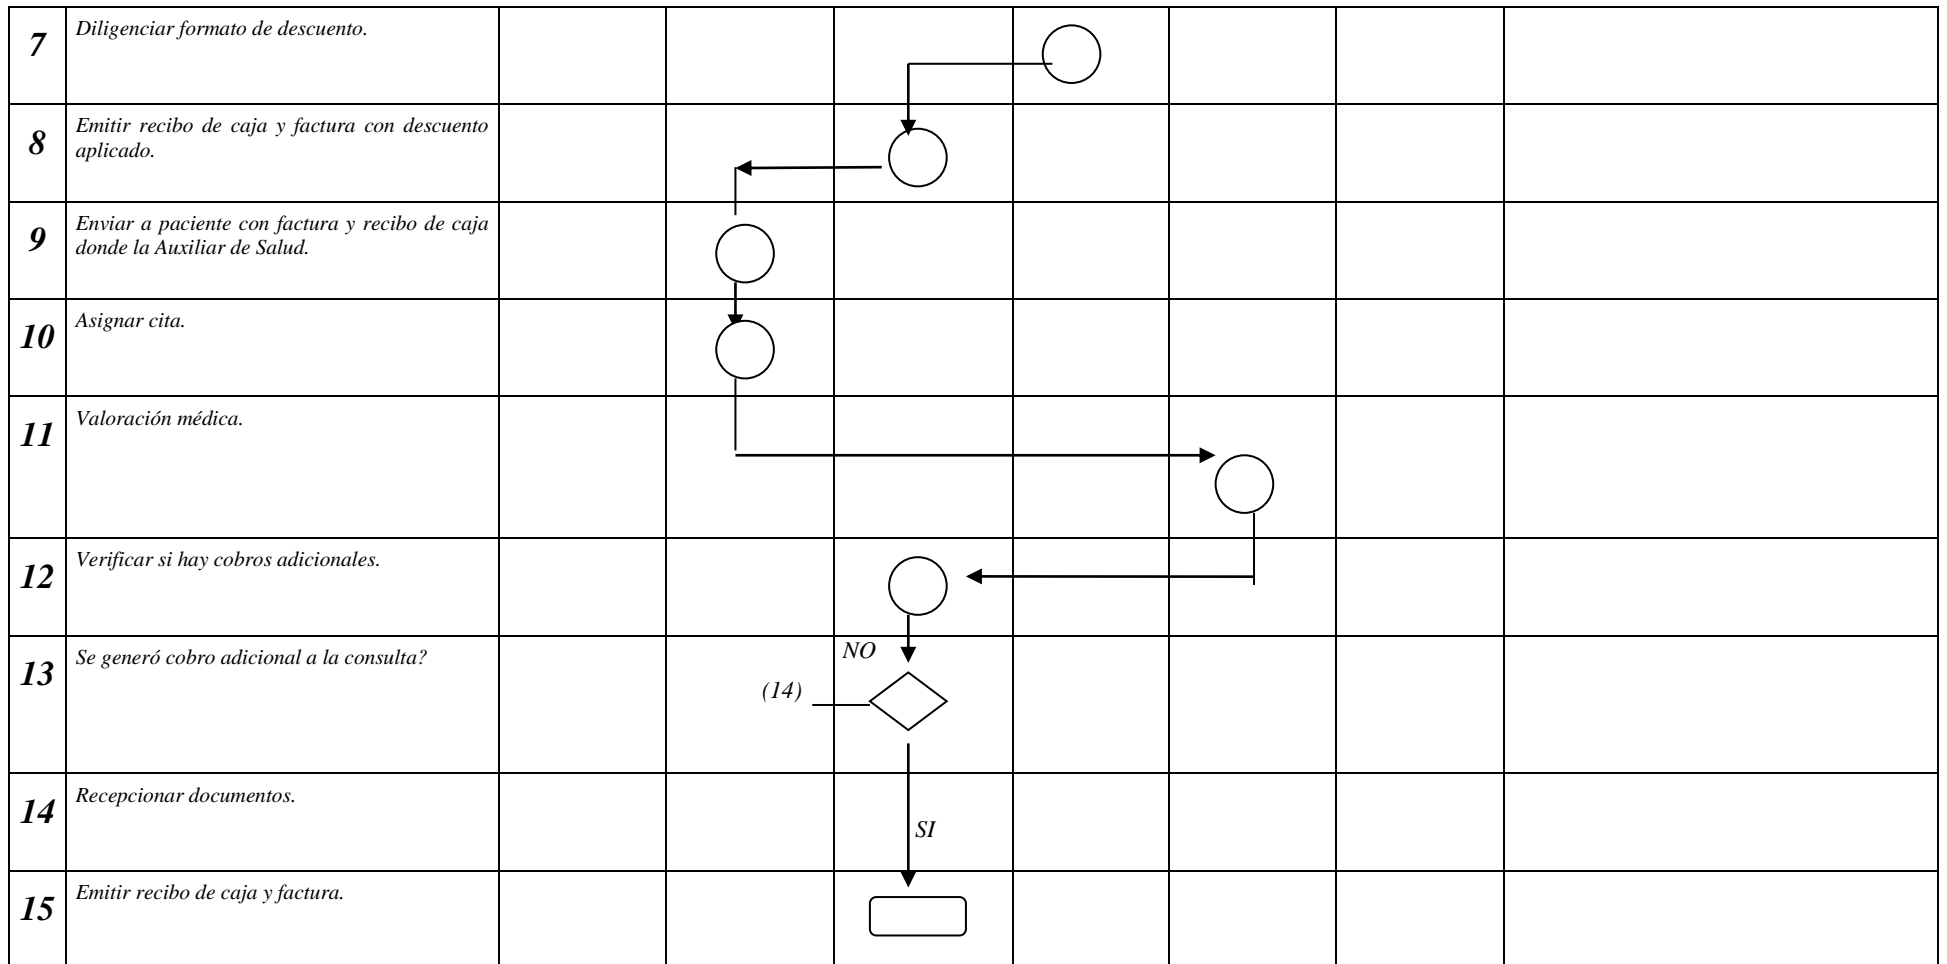 7
Diligenciar formato de descuento.
8
Emitir recibo de caja y factura con descuento
aplicado.
9
Enviar a paciente con factura y recibo de caja
donde la Auxiliar de Salud.
10
Asignar cita.
11
Valoración médica.
12
Verificar si hay cobros adicionales.
13
Se generó cobro adicional a la consulta?
NO
(14)
14
Recepcionar documentos.
SI
15
Emitir recibo de caja y factura.